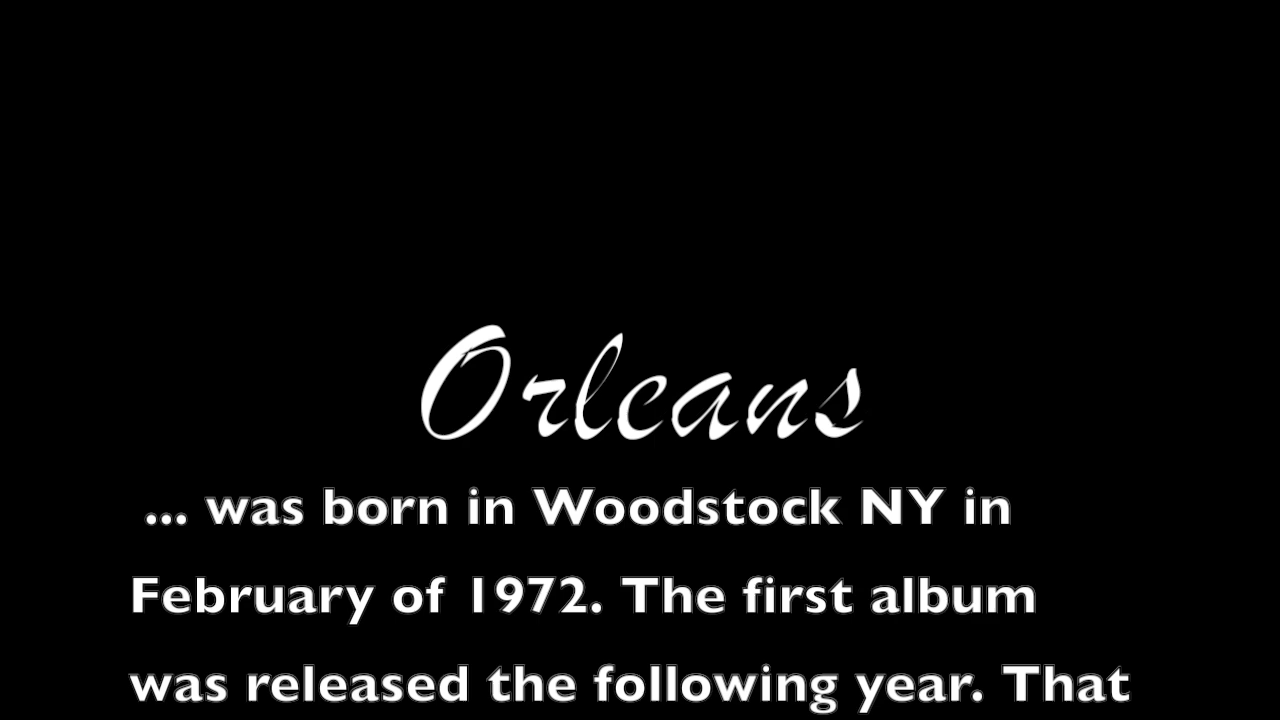 Orleans
... was born in Woodstock NY in
February of 1972. The first album
was released the following year. That